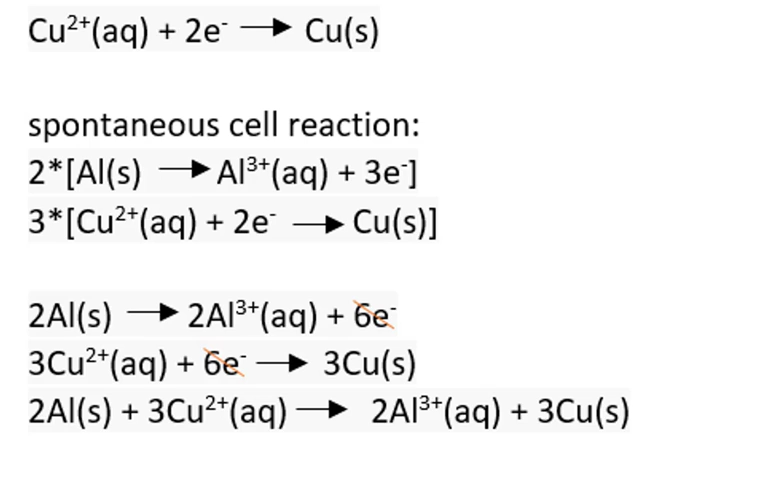 Cu²⁺(aq) + 2e⁻ ⟶ Cu(s)
spontaneous cell reaction:
2*[Al(s) ⟶ Al³⁺(aq) + 3e⁻]
3*[Cu²⁺(aq) + 2e⁻ ⟶ Cu(s)]
2Al(s) ⟶ 2Al³⁺(aq) + 6e⁻
3Cu²⁺(aq) + 6e⁻ ⟶ 3Cu(s)
2Al(s) + 3Cu²⁺(aq) ⟶ 2Al³⁺(aq) + 3Cu(s)